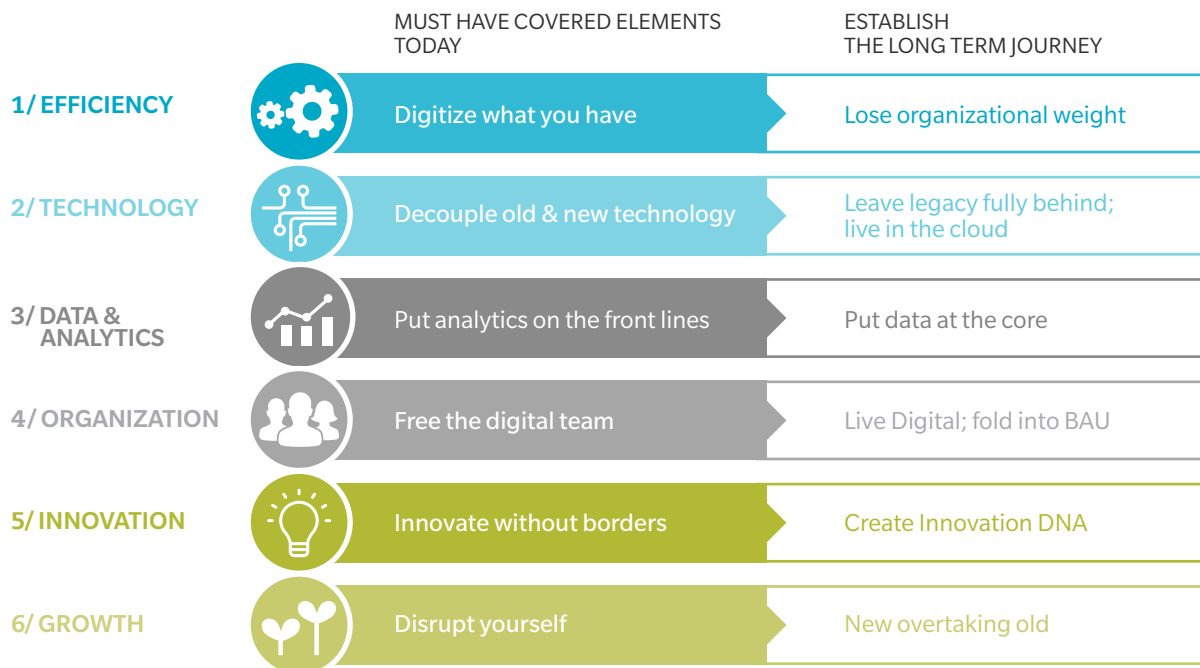 MUST HAVE COVERED ELEMENTS
TODAY
ESTABLISH
THE LONG TERM JOURNEY
1/ EFFICIENCY
Digitize what you have
Lose organizational weight
2/ TECHNOLOGY
Decouple old & new technology
Leave legacy fully behind;
live in the cloud
3/ DATA &
ANALYTICS
Put analytics on the front lines
Put data at the core
4/ ORGANIZATION
Free the digital team
Live Digital; fold into BAU
5/ INNOVATION
Innovate without borders
Create Innovation DNA
6/ GROWTH
Disrupt yourself
New overtaking old